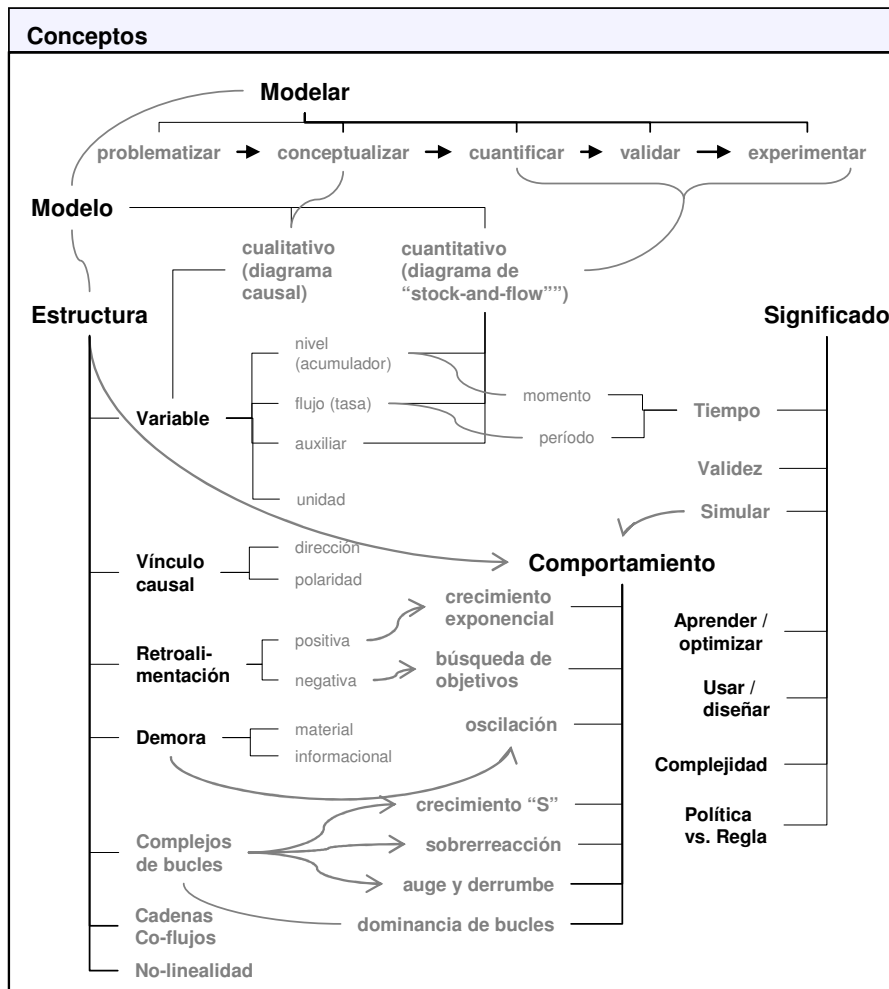 Conceptos
Modelar
problematizar
conceptualizar
cuantificar
validar
experimentar
Modelo
cualitativo
(diagrama
causal)
cuantitativo
(diagrama de
“stock-and-flow””)
Estructura
Significado
nivel
(acumulador)
momento
Variable
flujo (tasa)
Tiempo
auxiliar
período
Validez
unidad
Simular
Vínculo
causal
dirección
polaridad
Comportamiento
crecimiento
exponencial
Aprender /
optimizar
Retroali-
mentación
positiva
negativa
búsqueda de
objetivos
Usar /
diseñar
Demora
material
informacional
oscilación
Complejidad
crecimiento “S”
Política
vs. Regla
Complejos
de bucles
sobrerreacción
auge y derrumbe
dominancia de bucles
Cadenas
Co-flujos
No-linealidad